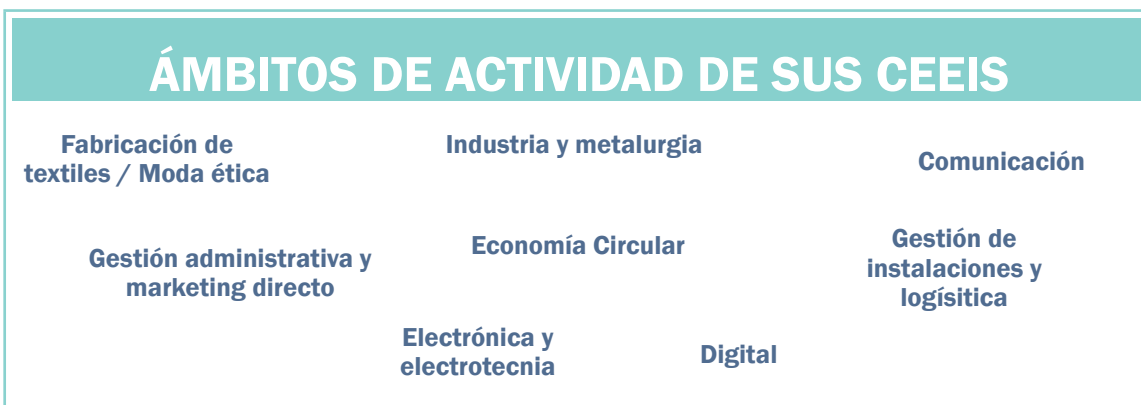 ÁMBITOS DE ACTIVIDAD DE SUS CEEIS
Fabricación de
textiles / Moda ética
Industria y metalurgia
Comunicación
Gestión administrativa y
marketing directo
Economía Circular
Gestión de
instalaciones y
logísitica
Electrónica y
electrotecnia
Digital